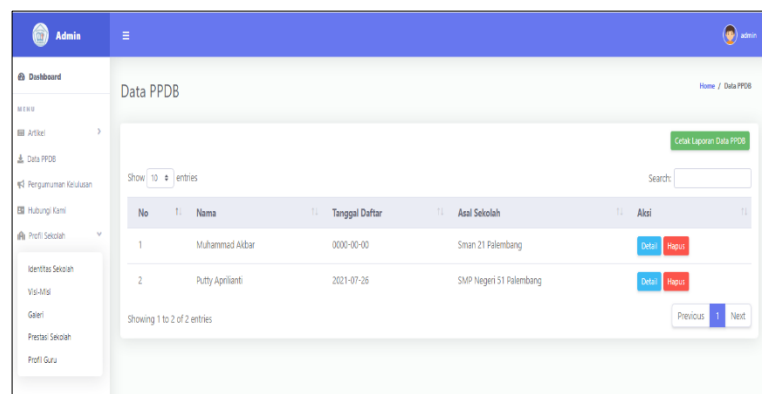 Admin
admin
Dashboard
MENU
Artikel
Data PPDB
Pengumuman Kelulusan
Hubungi Kami
Profil Sekolah
Identitas Sekolah
Visi-Misi
Galeri
Prestasi Sekolah
Profil Guru
Data PPDB
Home / Data PPDB
Cetak Laporan Data PPDB
Show 10 entries
Search:
No Nama Tanggal Daftar Asal Sekolah Aksi
1 Muhammad Akbar 0000-00-00 Sman 21 Palembang Detail Hapus
2 Putty Aprilianti 2021-07-26 SMP Negeri 51 Palembang Detail Hapus
Showing 1 to 2 of 2 entries
Previous 1 Next